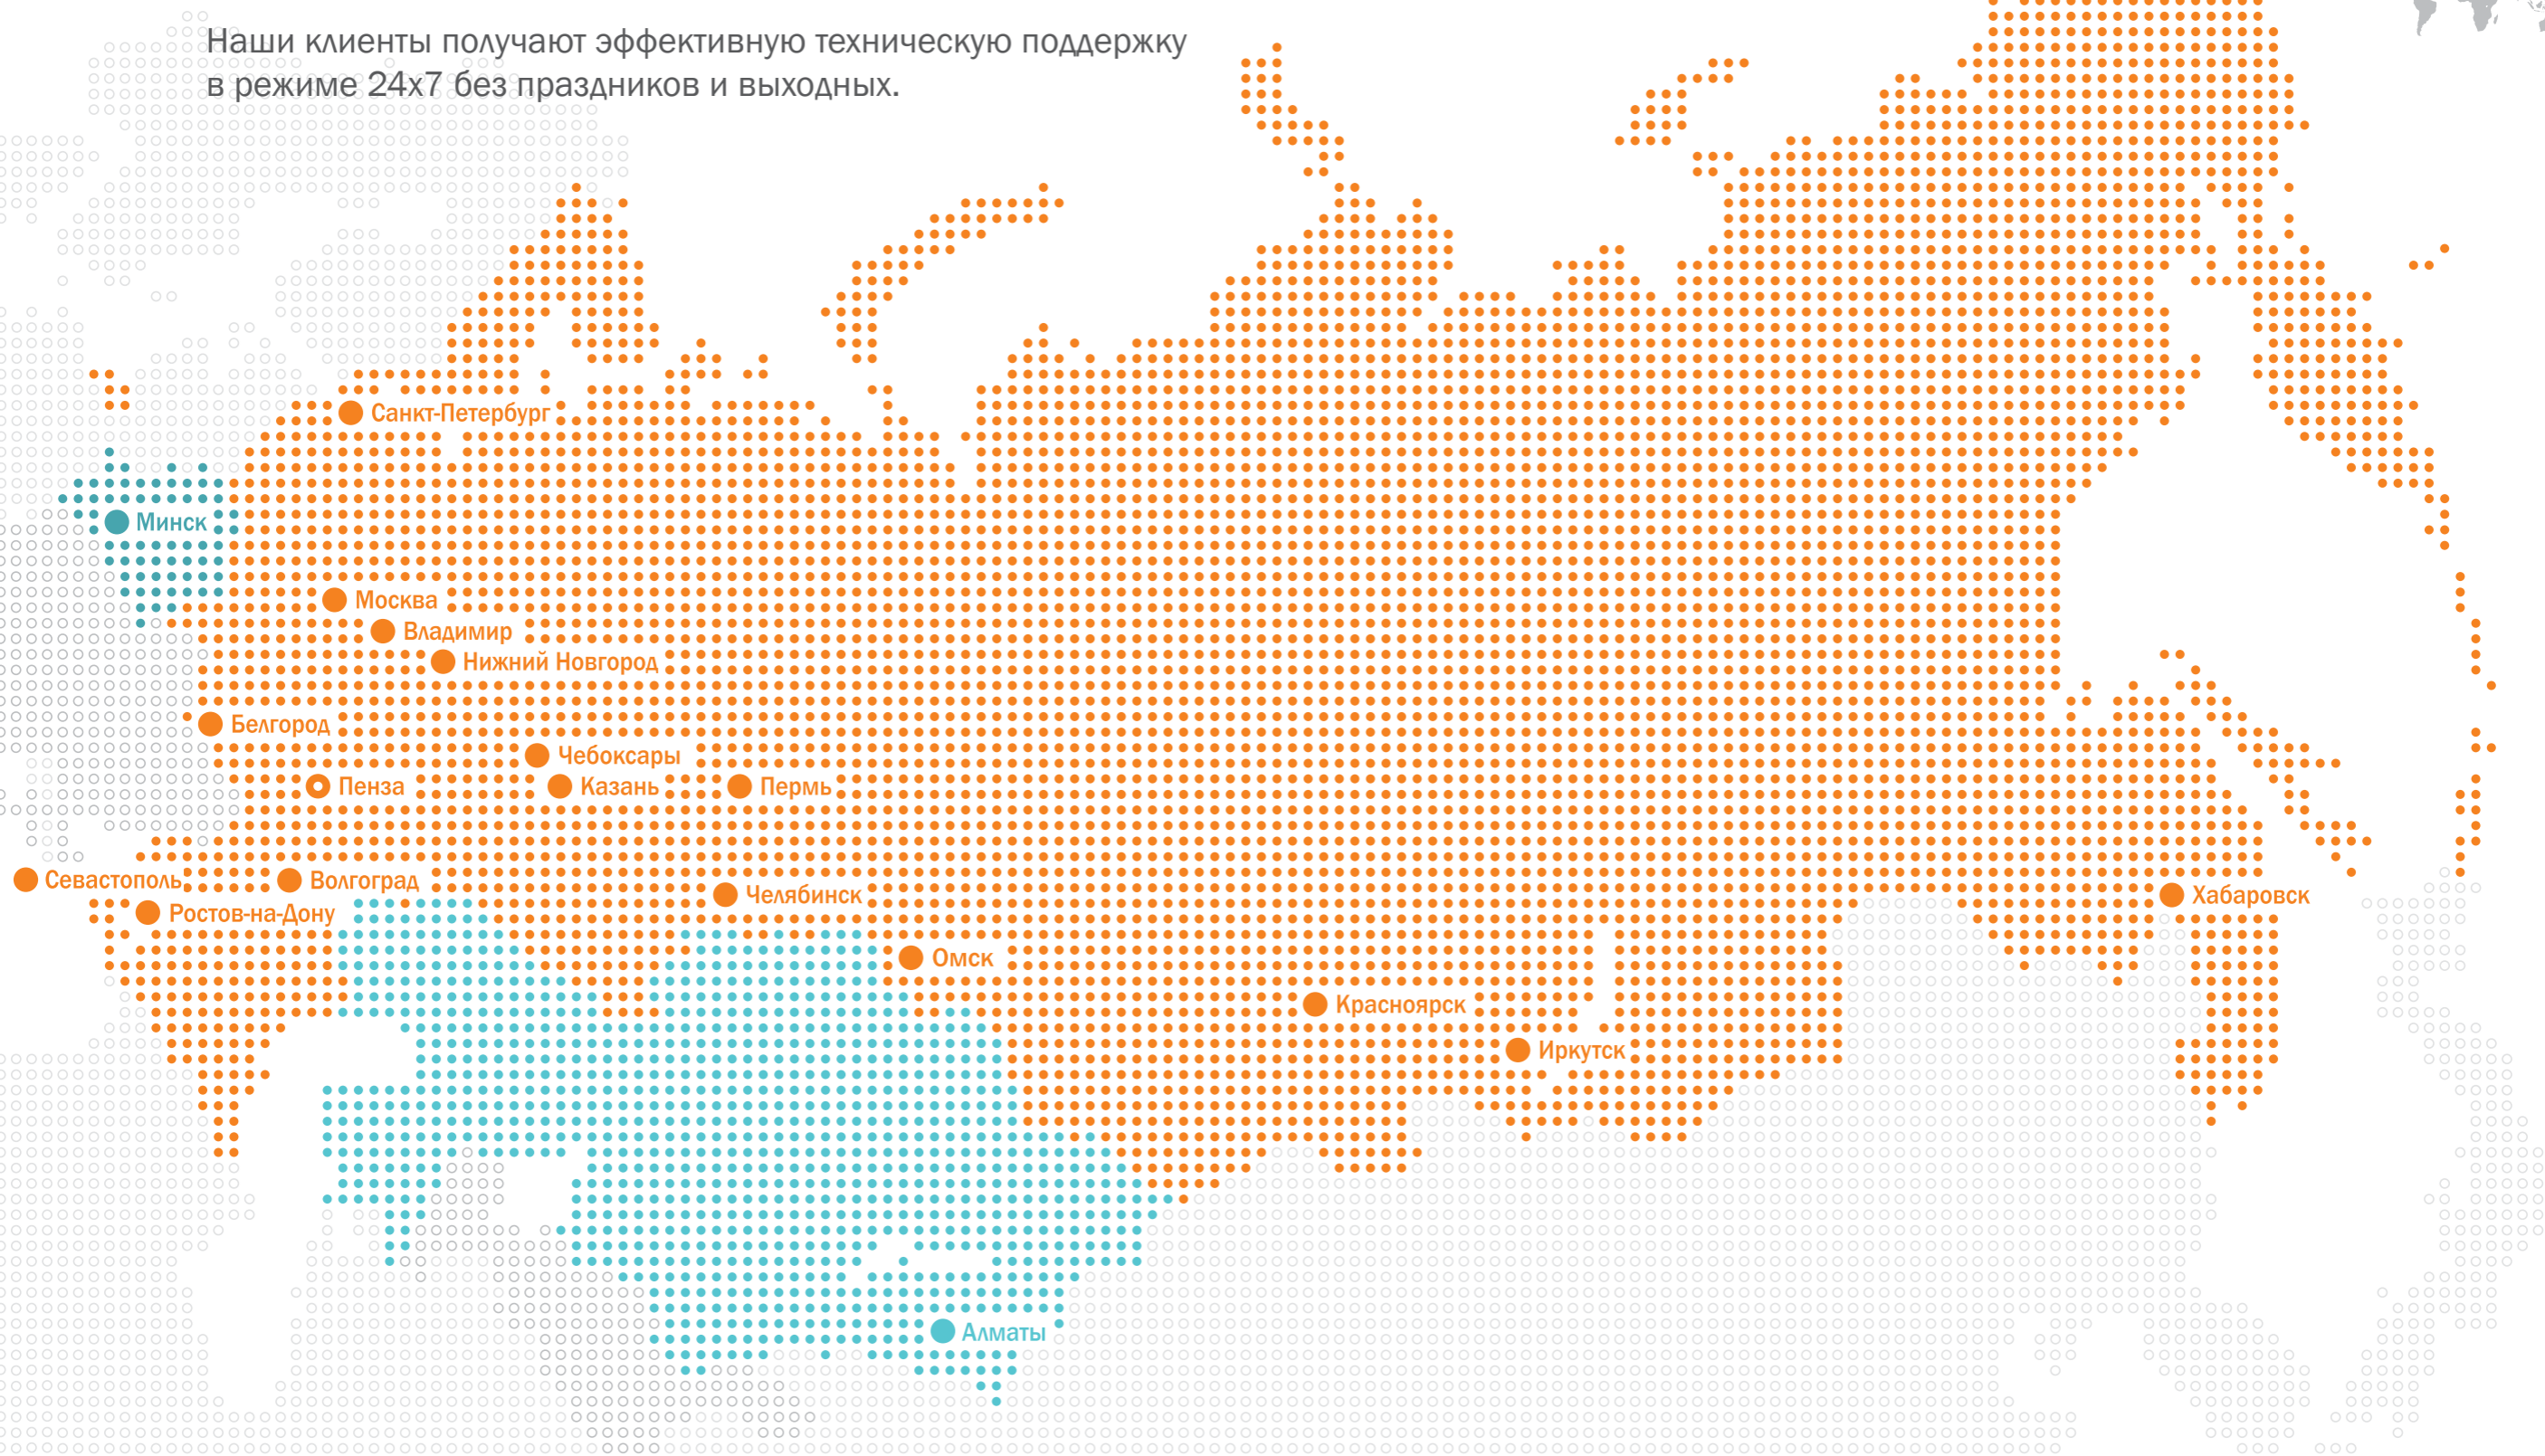 Наши клиенты получают эффективную техническую поддержку
в режиме 24x7 без праздников и выходных.
Санкт-Петербург
Минск
Москва
Владимир
Нижний Новгород
Белгород
Чебоксары
Пенза
Казань
Пермь
Севастополь
Волгоград
Челябинск
Хабаровск
Ростов-на-Дону
Омск
Красноярск
Иркутск
Алматы